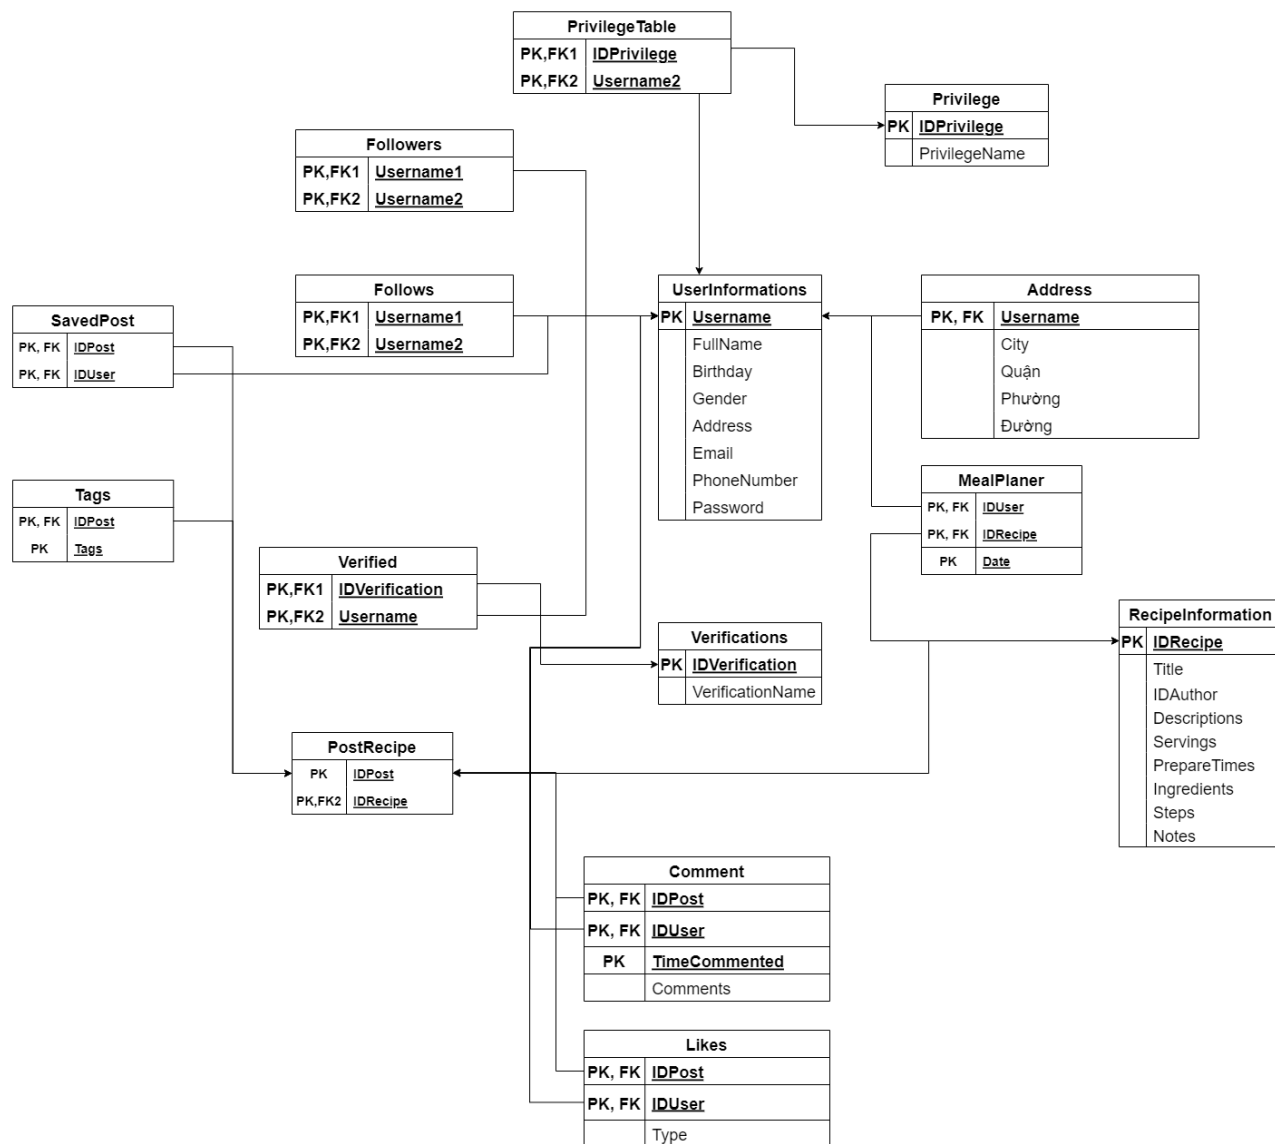 PrivilegeTable
PK,FK1 IDPrivilege
PK,FK2 Username2
Privilege
PK IDPrivilege
PrivilegeName
Followers
PK,FK1 Username1
PK,FK2 Username2
Follows
PK,FK1 Username1
PK,FK2 Username2
SavedPost
PK, FK IDPost
PK, FK IDUser
UserInformations
PK Username
FullName
Birthday
Gender
Address
Email
PhoneNumber
Password
Address
PK, FK Username
City
Quận
Phường
Đường
MealPlaner
PK, FK IDUser
PK, FK IDRecipe
PK Date
Tags
PK, FK IDPost
PK Tags
Verified
PK,FK1 IDVerification
PK,FK2 Username
Verifications
PK IDVerification
VerificationName
RecipeInformation
PK IDRecipe
Title
IDAuthor
Descriptions
Servings
PrepareTimes
Ingredients
Steps
Notes
PostRecipe
PK IDPost
PK,FK2 IDRecipe
Comment
PK, FK IDPost
PK, FK IDUser
PK TimeCommented
Comments
Likes
PK, FK IDPost
PK, FK IDUser
Type